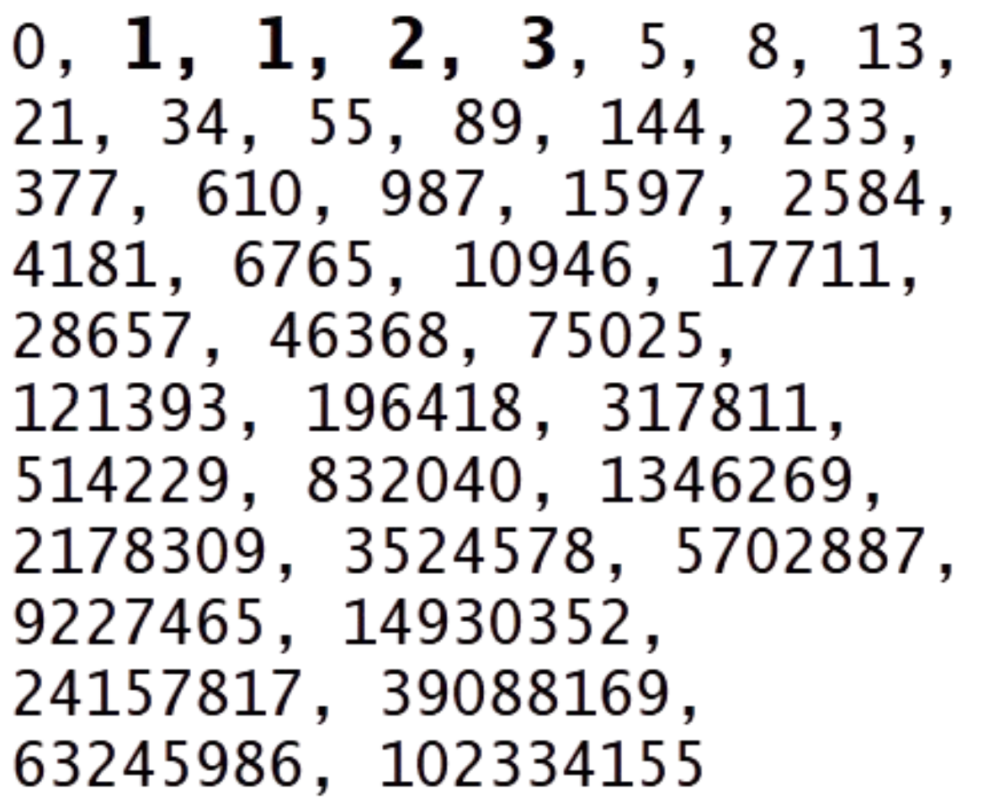 0, 1, 1, 2, 3, 5, 8, 13,
21, 34, 55, 89, 144, 233,
377, 610, 987, 1597, 2584,
4181, 6765, 10946, 17711,
28657, 46368, 75025,
121393, 196418, 317811,
514229, 832040, 1346269,
2178309, 3524578, 5702887,
9227465, 14930352,
24157817, 39088169,
63245986, 102334155